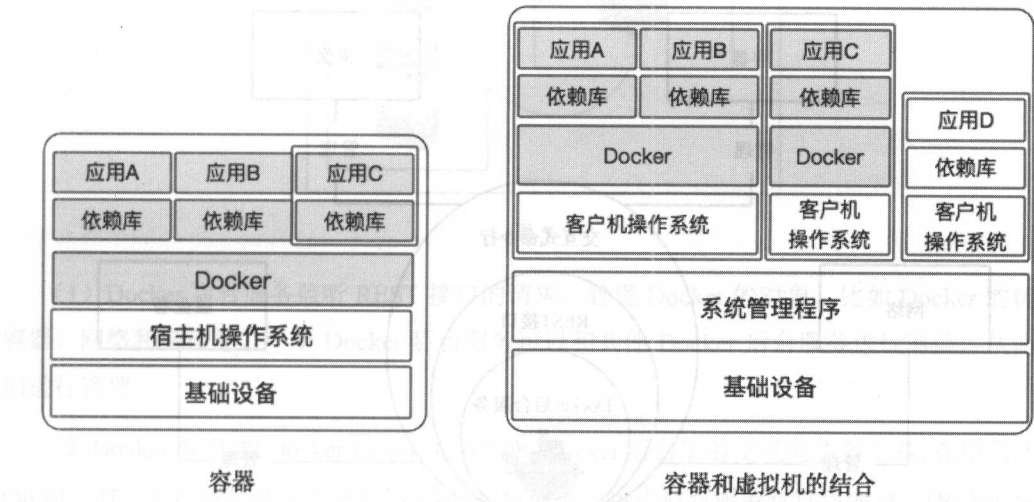 应用A 应用B 应用C
依赖库 依赖库 依赖库
Docker
宿主机操作系统
基础设备
容器
应用A 应用B 应用C
依赖库 依赖库 依赖库
Docker Docker
客户机操作系统
客户机
操作系统
应用D
依赖库
客户机
操作系统
系统管理程序
基础设备
容器和虚拟机的结合